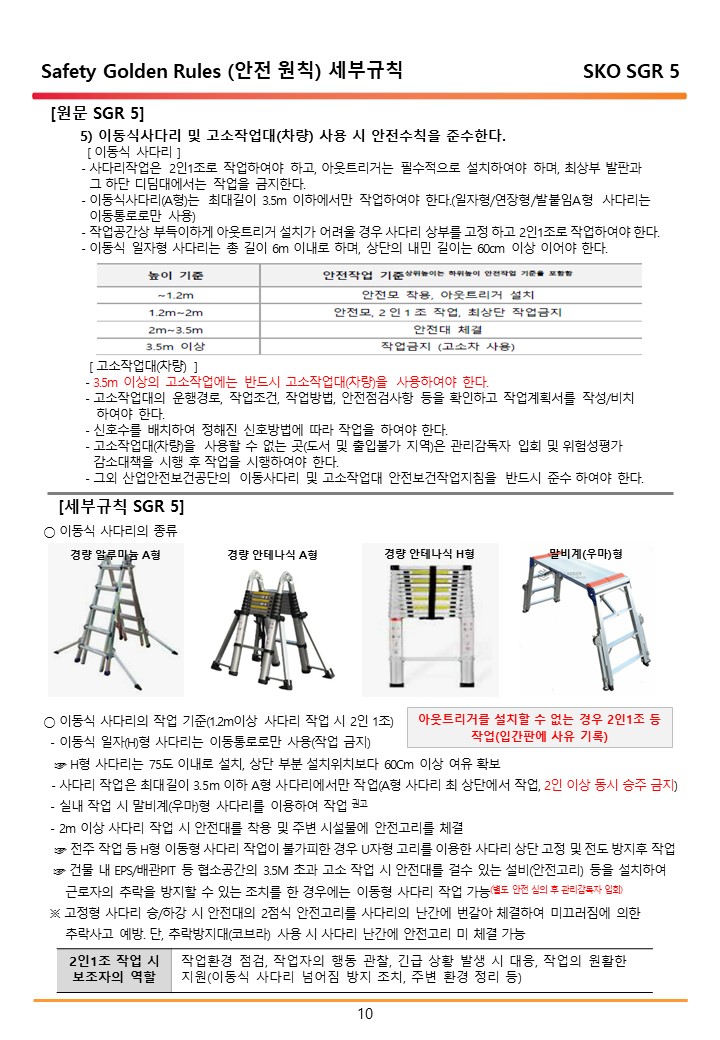 Safety Golden Rules (안전 원칙) 세부규칙 SKO SGR 5
[원문 SGR 5]
5) 이동식사다리 및 고소작업대(차량) 사용 시 안전수칙을 준수한다.
[ 이동식 사다리 ]
- 사다리작업은 2인1조로 작업하여야 하고, 아웃트리거는 필수적으로 설치하여야 하며, 최상부 발판과
그 하단 디딤대에서는 작업을 금지한다.
- 이동식사다리(A형)는 최대길이 3.5m 이하에서만 작업하여야 한다.(일자형/연장형/발붙임A형 사다리는
이동통로로만 사용)
- 작업공간상 부득이하게 아웃트리거 설치가 어려울 경우 사다리 상부를 고정 하고 2인1조로 작업하여야 한다.
- 이동식 일자형 사다리는 총 길이 6m 이내로 하며, 상단의 내민 길이는 60cm 이상 이어야 한다.
높이 기준 안전작업 기준상위높이는 하위높이 안전작업 기준을 포함함
~1.2m 안전모 착용, 아웃트리거 설치
1.2m~2m 안전모, 2 인 1 조 작업, 최상단 작업금지
2m~3.5m 안전대 체결
3.5m 이상 작업금지 (고소차 사용)
[ 고소작업대(차량) ]
- 3.5m 이상의 고소작업에는 반드시 고소작업대(차량)을 사용하여야 한다.
- 고소작업대의 운행경로, 작업조건, 작업방법, 안전점검사항 등을 확인하고 작업계획서를 작성/비치
하여야 한다.
- 신호수를 배치하여 정해진 신호방법에 따라 작업을 하여야 한다.
- 고소작업대(차량)을 사용할 수 없는 곳(도서 및 출입불가 지역)은 관리감독자 입회 및 위험성평가
감소대책을 시행 후 작업을 시행하여야 한다.
- 그외 산업안전보건공단의 이동사다리 및 고소작업대 안전보건작업지침을 반드시 준수 하여야 한다.
[세부규칙 SGR 5]
○ 이동식 사다리의 종류
경량 알루미늄 A형 경량 안테나식 A형 경량 안테나식 H형 말비계(우마)형
○ 이동식 사다리의 작업 기준(1.2m이상 사다리 작업 시 2인 1조)
아웃트리거를 설치할 수 없는 경우 2인1조 등
작업(입간판에 사유 기록)
- 이동식 일자(H)형 사다리는 이동통로로만 사용(작업 금지)
☞ H형 사다리는 75도 이내로 설치, 상단 부분 설치위치보다 60Cm 이상 여유 확보
- 사다리 작업은 최대길이 3.5m 이하 A형 사다리에서만 작업(A형 사다리 최 상단에서 작업, 2인 이상 동시 승주 금지)
- 실내 작업 시 말비계(우마)형 사다리를 이용하여 작업 권고
- 2m 이상 사다리 작업 시 안전대를 착용 및 주변 시설물에 안전고리를 체결
☞ 전주 작업 등 H형 이동형 사다리 작업이 불가피한 경우 U자형 고리를 이용한 사다리 상단 고정 및 전도 방지후 작업
☞ 건물 내 EPS/배관PIT 등 협소공간의 3.5M 초과 고소 작업 시 안전대를 걸수 있는 설비(안전고리) 등을 설치하여
근로자의 추락을 방지할 수 있는 조치를 한 경우에는 이동형 사다리 작업 가능(별도 안전 심의 후 관리감독자 입회)
※ 고정형 사다리 승/하강 시 안전대의 2점식 안전고리를 사다리의 난간에 번갈아 체결하여 미끄러짐에 의한
추락사고 예방. 단, 추락방지대(코브라) 사용 시 사다리 난간에 안전고리 미 체결 가능
2인1조 작업 시 작업환경 점검, 작업자의 행동 관찰, 긴급 상황 발생 시 대응, 작업의 원활한
보조자의 역할 지원(이동식 사다리 넘어짐 방지 조치, 주변 환경 정리 등)
10